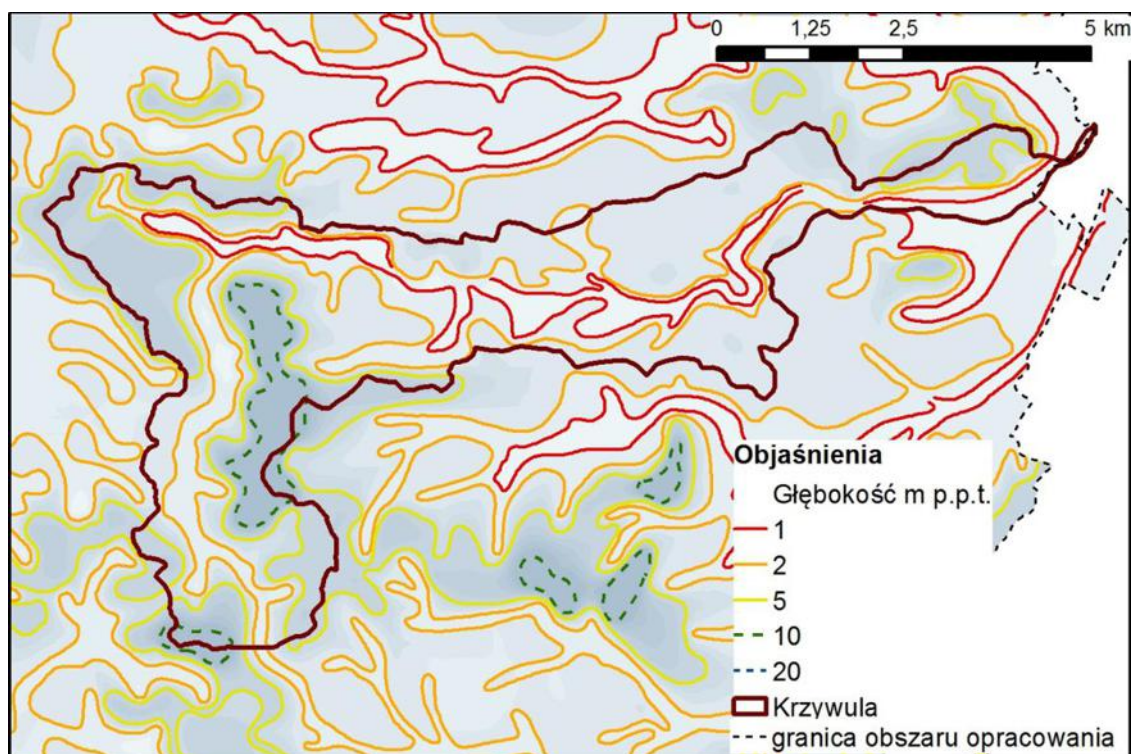 0 1,25 2,5 5 km
Objaśnienia
Głębokość m p.p.t.
1
2
5
10
20
Krzywula
granica obszaru opracowania